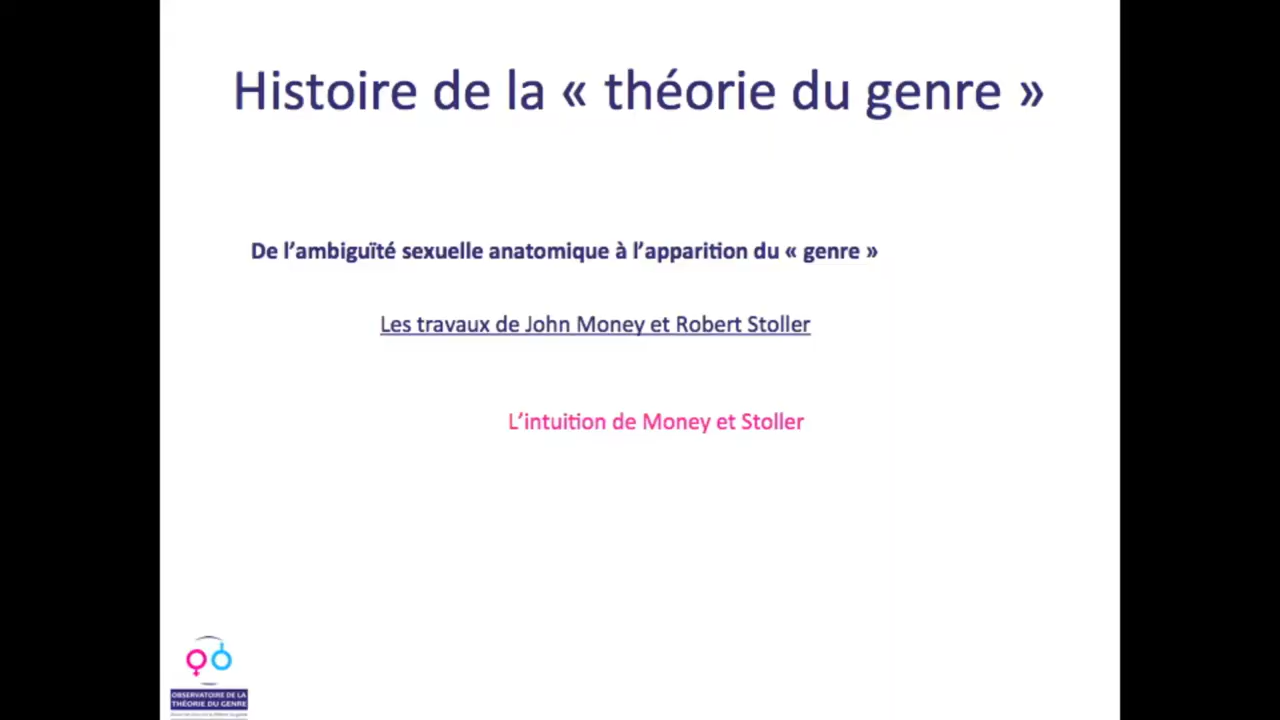 Histoire de la « théorie du genre »
De l’ambiguïté sexuelle anatomique à l’apparition du « genre »
Les travaux de John Money et Robert Stoller
L’intuition de Money et Stoller
OBSERVATOIRE DE LA
THÉORIE DU GENRE